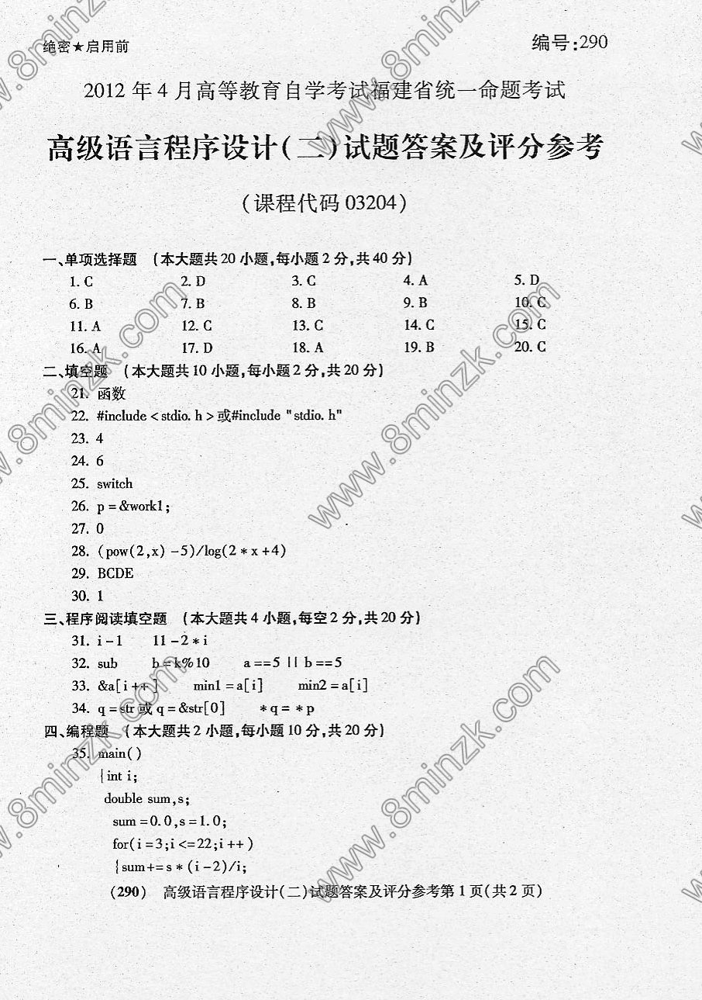 绝密★启用前
编号:290
2012 年 4 月高等教育自学考试福建省统一命题考试
高级语言程序设计(二)试题答案及评分参考
(课程代码 03204)
一、单项选择题 (本大题共 20 小题,每小题 2 分,共 40 分)
1. C 2. D 3. C 4. A 5. D
6. B 7. B 8. B 9. B 10. C
11. A 12. C 13. C 14. C 15. C
16. A 17. D 18. A 19. B 20. C
二、填空题 (本大题共 10 小题,每小题 2 分,共 20 分)
21. 函数
22. #include < stdio. h > 或#include "stdio. h"
23. 4
24. 6
25. switch
26. p = &work1;
27. 0
28. (pow(2,x) -5)/log(2 * x +4)
29. BCDE
30. 1
三、程序阅读填空题 (本大题共 4 小题,每空 2 分,共 20 分)
31. i -1 11 -2 * i
32. sub b = k%10 a ==5 || b ==5
33. &a[i ++] min1 = a[i] min2 = a[i]
34. q = str 或 q = &str[0] * q = * p
四、编程题 (本大题共 2 小题,每小题 10 分,共 20 分)
35. main()
{int i;
double sum,s;
sum =0.0,s =1.0;
for(i =3;i <=22;i ++)
{sum+= s * (i -2)/i;
(290) 高级语言程序设计(二)试题答案及评分参考第 1 页(共 2 页)
www.8minzk.com